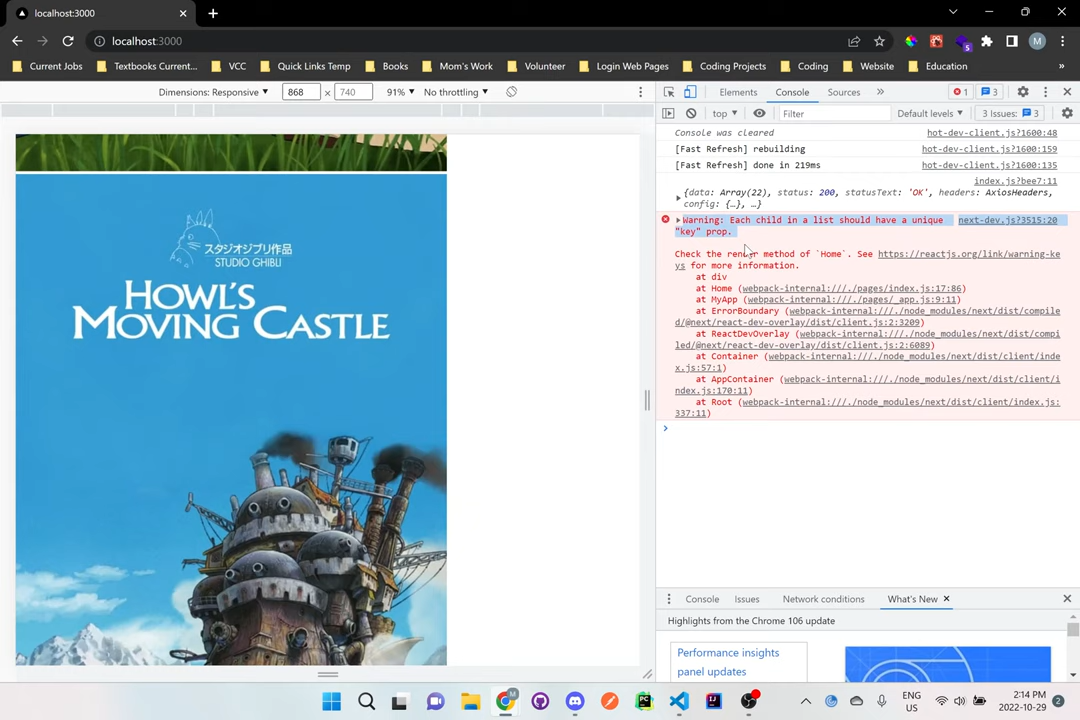 localhost:3000
localhost:3000
Current Jobs
Textbooks Current...
VCC
Quick Links Temp
Books
Mom's Work
Volunteer
Login Web Pages
Coding Projects
Coding
Website
Education
»
5
M
Dimensions: Responsive ▼ 868 × 740 91% ▼ No throttling ▼
Elements Console Sources » 1 3
top ▼ Filter Default levels ▼ 3 Issues: 3
Console was cleared hot-dev-client.js?1600:48
[Fast Refresh] rebuilding hot-dev-client.js?1600:159
[Fast Refresh] done in 219ms hot-dev-client.js?1600:135
index.js?bee7:11
{data: Array(22), status: 200, statusText: 'OK', headers: AxiosHeaders,
config: {…}, …}
Warning: Each child in a list should have a unique next-dev.js?3515:20
"key" prop.
Check the render method of `Home`. See https://reactjs.org/link/warning-ke
ys for more information.
at div
at Home (webpack-internal:///./pages/index.js:17:86)
at MyApp (webpack-internal:///./pages/_app.js:9:11)
at ErrorBoundary (webpack-internal:///./node_modules/next/dist/compile
d/@next/react-dev-overlay/dist/client.js:2:3209)
at ReactDevOverlay (webpack-internal:///./node_modules/next/dist/compi
led/@next/react-dev-overlay/dist/client.js:2:6089)
at Container (webpack-internal:///./node_modules/next/dist/client/inde
x.js:57:1)
at AppContainer (webpack-internal:///./node_modules/next/dist/client/i
ndex.js:170:11)
at Root (webpack-internal:///./node_modules/next/dist/client/index.js:
337:11)
スタジオジブリ作品
STUDIO GHIBLI
HOWL'S
MOVING CASTLE
Console Issues Network conditions What's New
Highlights from the Chrome 106 update
Performance insights
panel updates
ENG
US
2:14 PM
2022-10-29
2